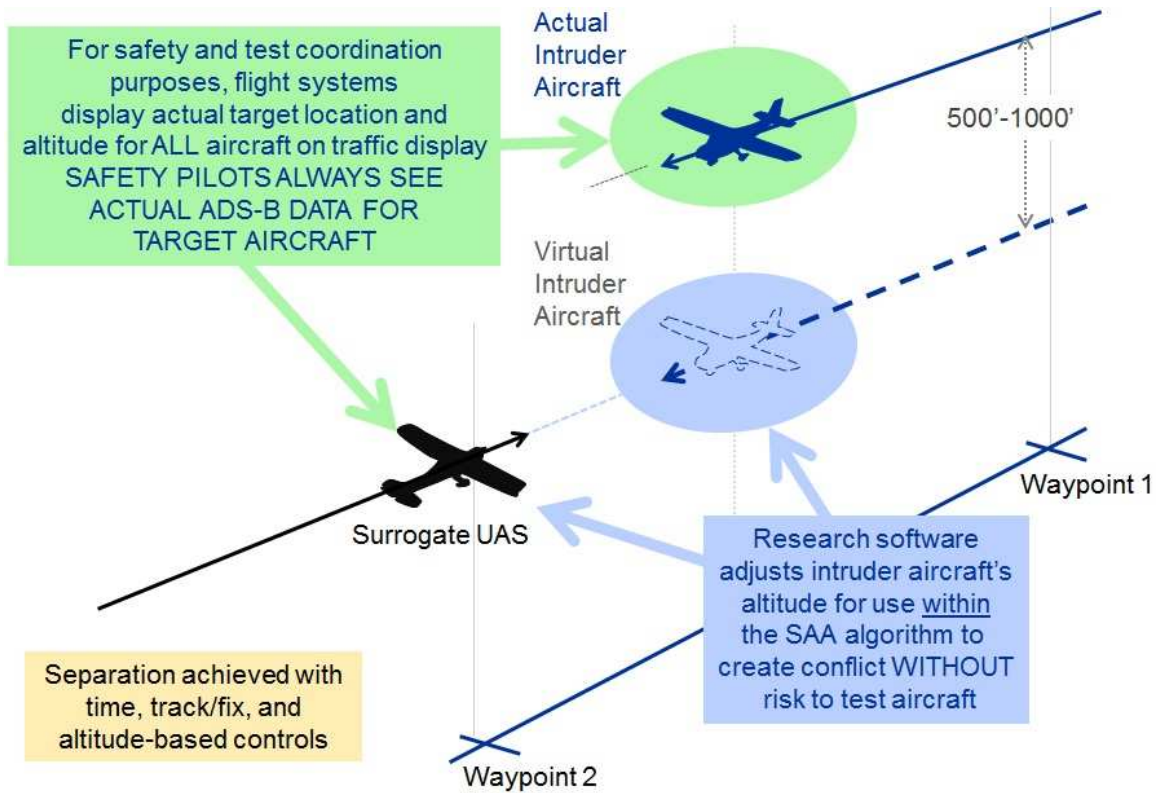 For safety and test coordination
purposes, flight systems
display actual target location and
altitude for ALL aircraft on traffic display
SAFETY PILOTS ALWAYS SEE
ACTUAL ADS-B DATA FOR
TARGET AIRCRAFT
Actual
Intruder
Aircraft
500'-1000'
Virtual
Intruder
Aircraft
Waypoint 1
Surrogate UAS
Research software
adjusts intruder aircraft's
altitude for use within
the SAA algorithm to
create conflict WITHOUT
risk to test aircraft
Separation achieved with
time, track/fix, and
altitude-based controls
Waypoint 2